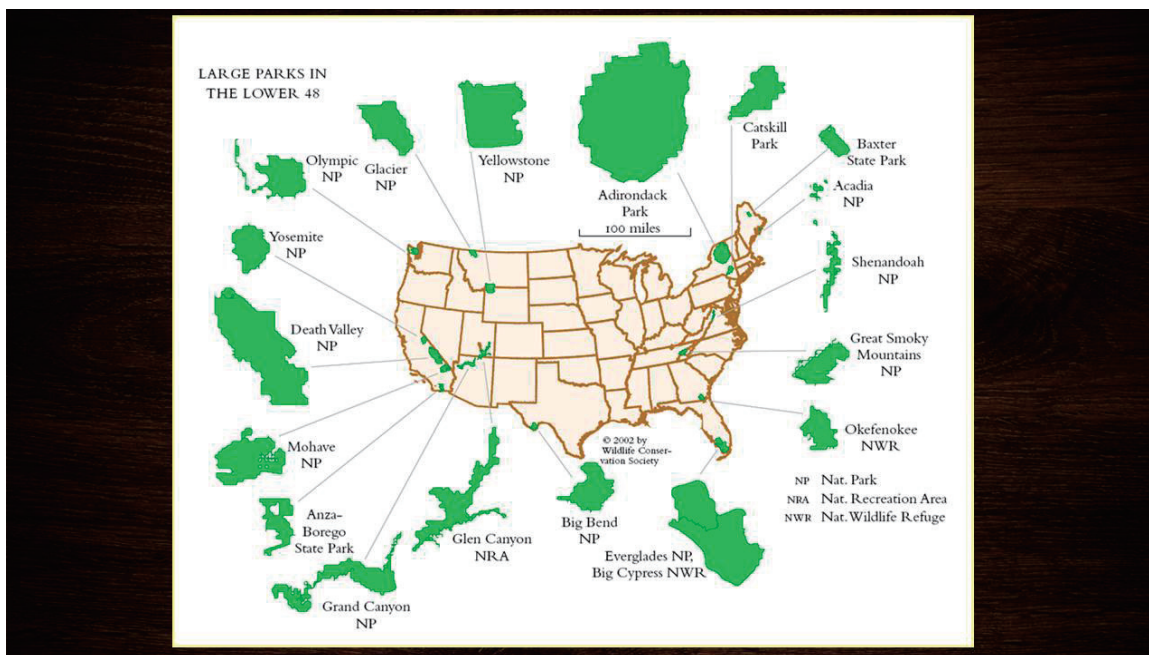 LARGE PARKS IN
THE LOWER 48
Olympic
NP
Glacier
NP
Yellowstone
NP
Adirondack
Park
100 miles
Catskill
Park
Baxter
State Park
Acadia
NP
Yosemite
NP
Shenandoah
NP
Death Valley
NP
Great Smoky
Mountains
NP
Mohave
NP
Okefenokee
NWR
© 2002 by
Wildlife Conser-
vation Society
Anza-
Borego
State Park
Glen Canyon
NRA
Big Bend
NP
Everglades NP,
Big Cypress NWR
Grand Canyon
NP
NP Nat. Park
NRA Nat. Recreation Area
NWR Nat. Wildlife Refuge